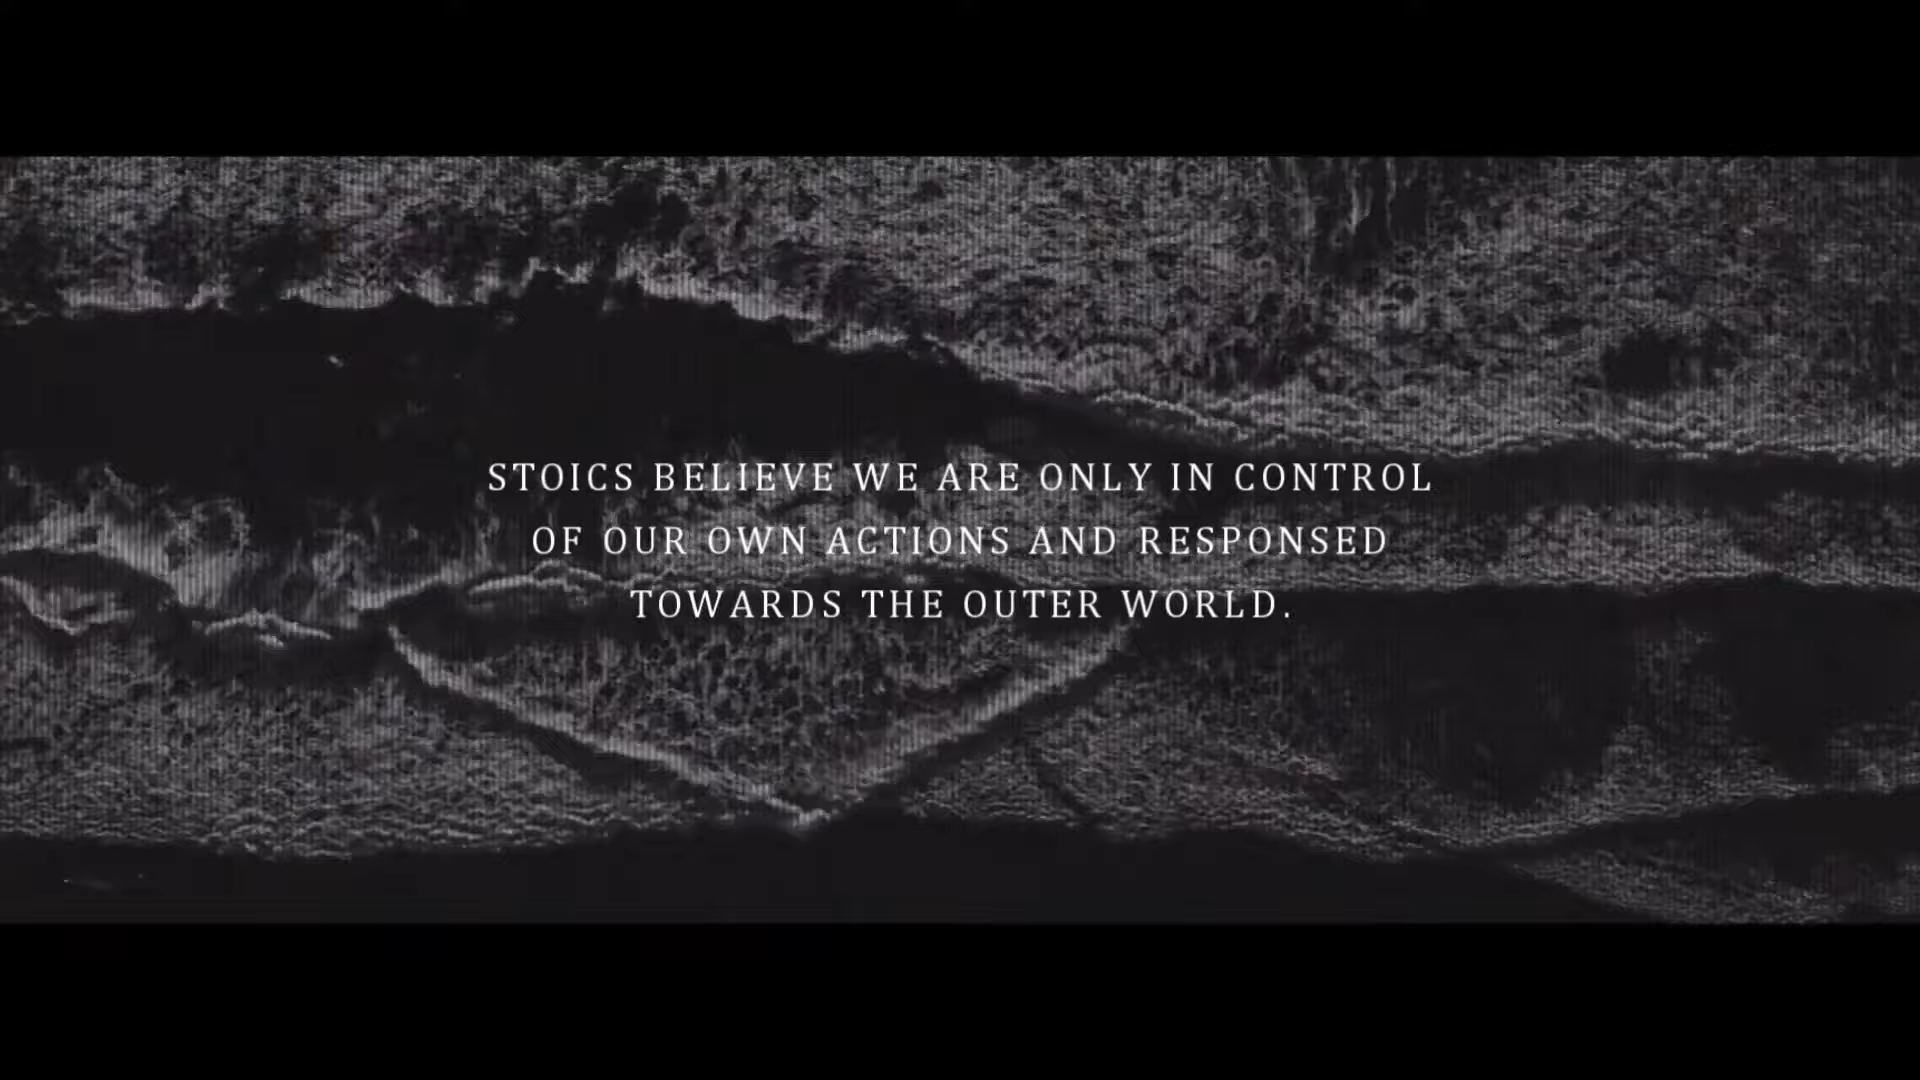 STOICS BELIEVE WE ARE ONLY IN CONTROL
OF OUR OWN ACTIONS AND RESPONSED
TOWARDS THE OUTER WORLD.